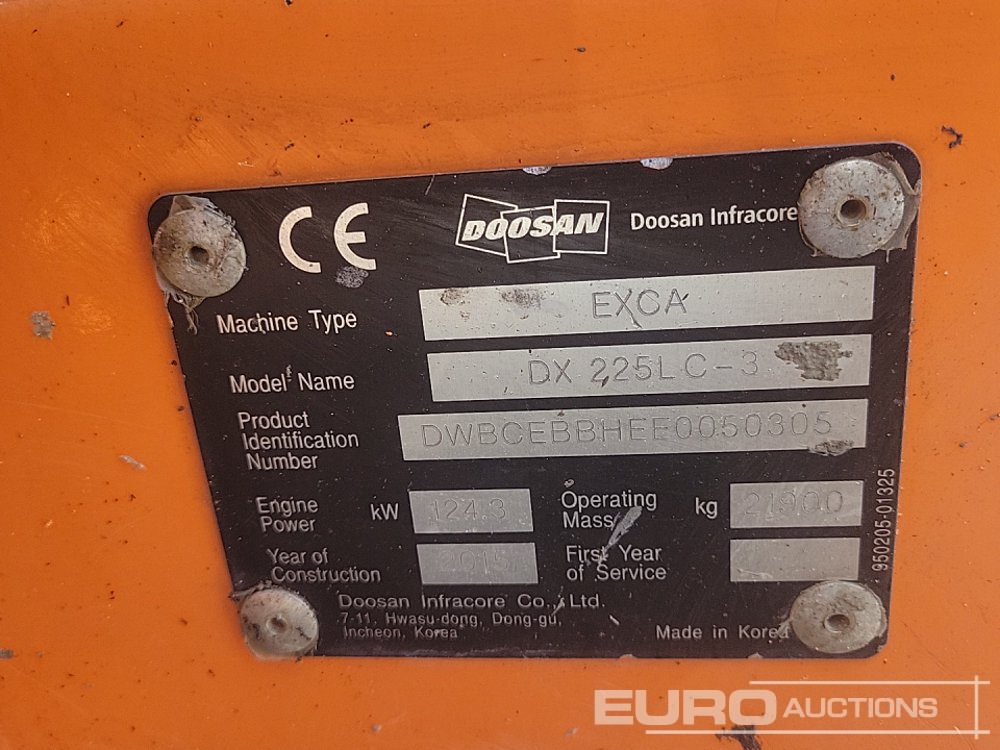 CE DOOSAN Doosan Infracore
Machine Type EXCA
Model Name DX 225LC-3
Product
Identification
Number DWBCEBBHEE0050305
Engine
Power kW 124.3 Operating
Mass kg 21900
Year of
Construction 2015 First Year
of Service
Doosan Infracore Co., Ltd.
7-11, Hwasu-dong, Dong-gu,
Incheon, Korea
Made in Korea
950205-01325
EURO AUCTIONS